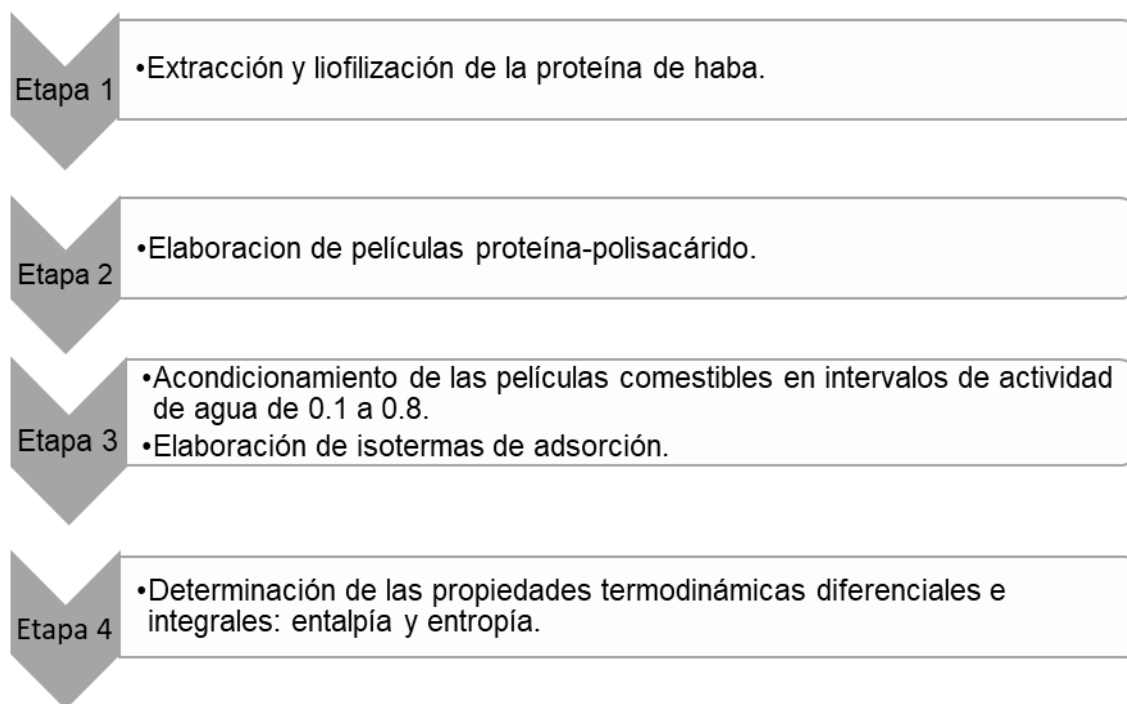 Etapa 1
•Extracción y liofilización de la proteína de haba.
Etapa 2
•Elaboracion de películas proteína-polisacárido.
Etapa 3
•Acondicionamiento de las películas comestibles en intervalos de actividad
de agua de 0.1 a 0.8.
•Elaboración de isotermas de adsorción.
Etapa 4
•Determinación de las propiedades termodinámicas diferenciales e
integrales: entalpía y entropía.